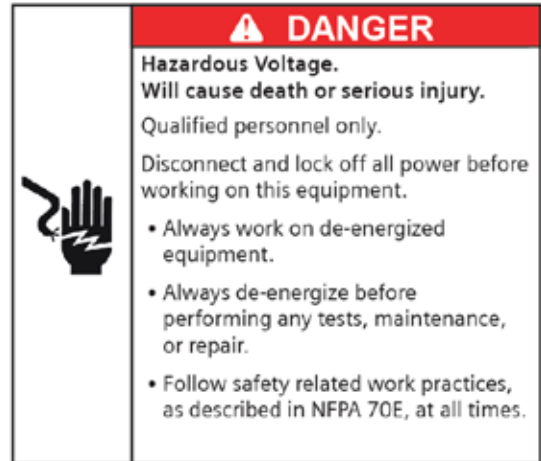 DANGER
Hazardous Voltage.
Will cause death or serious injury.
Qualified personnel only.
Disconnect and lock off all power before
working on this equipment.
• Always work on de-energized
equipment.
• Always de-energize before
performing any tests, maintenance,
or repair.
• Follow safety related work practices,
as described in NFPA 70E, at all times.